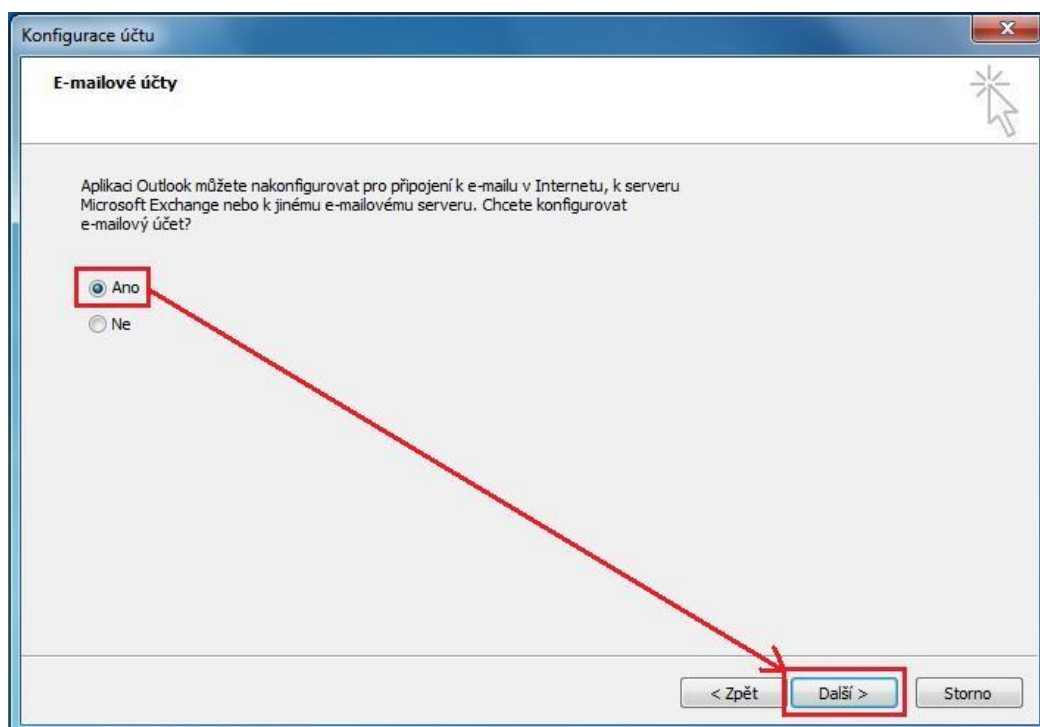 Konfigurace účtu
E-mailové účty
Aplikaci Outlook můžete nakonfigurovat pro připojení k e-mailu v Internetu, k serveru
Microsoft Exchange nebo k jinému e-mailovému serveru. Chcete konfigurovat
e-mailový účet?
Ano
Ne
< Zpět Další > Storno